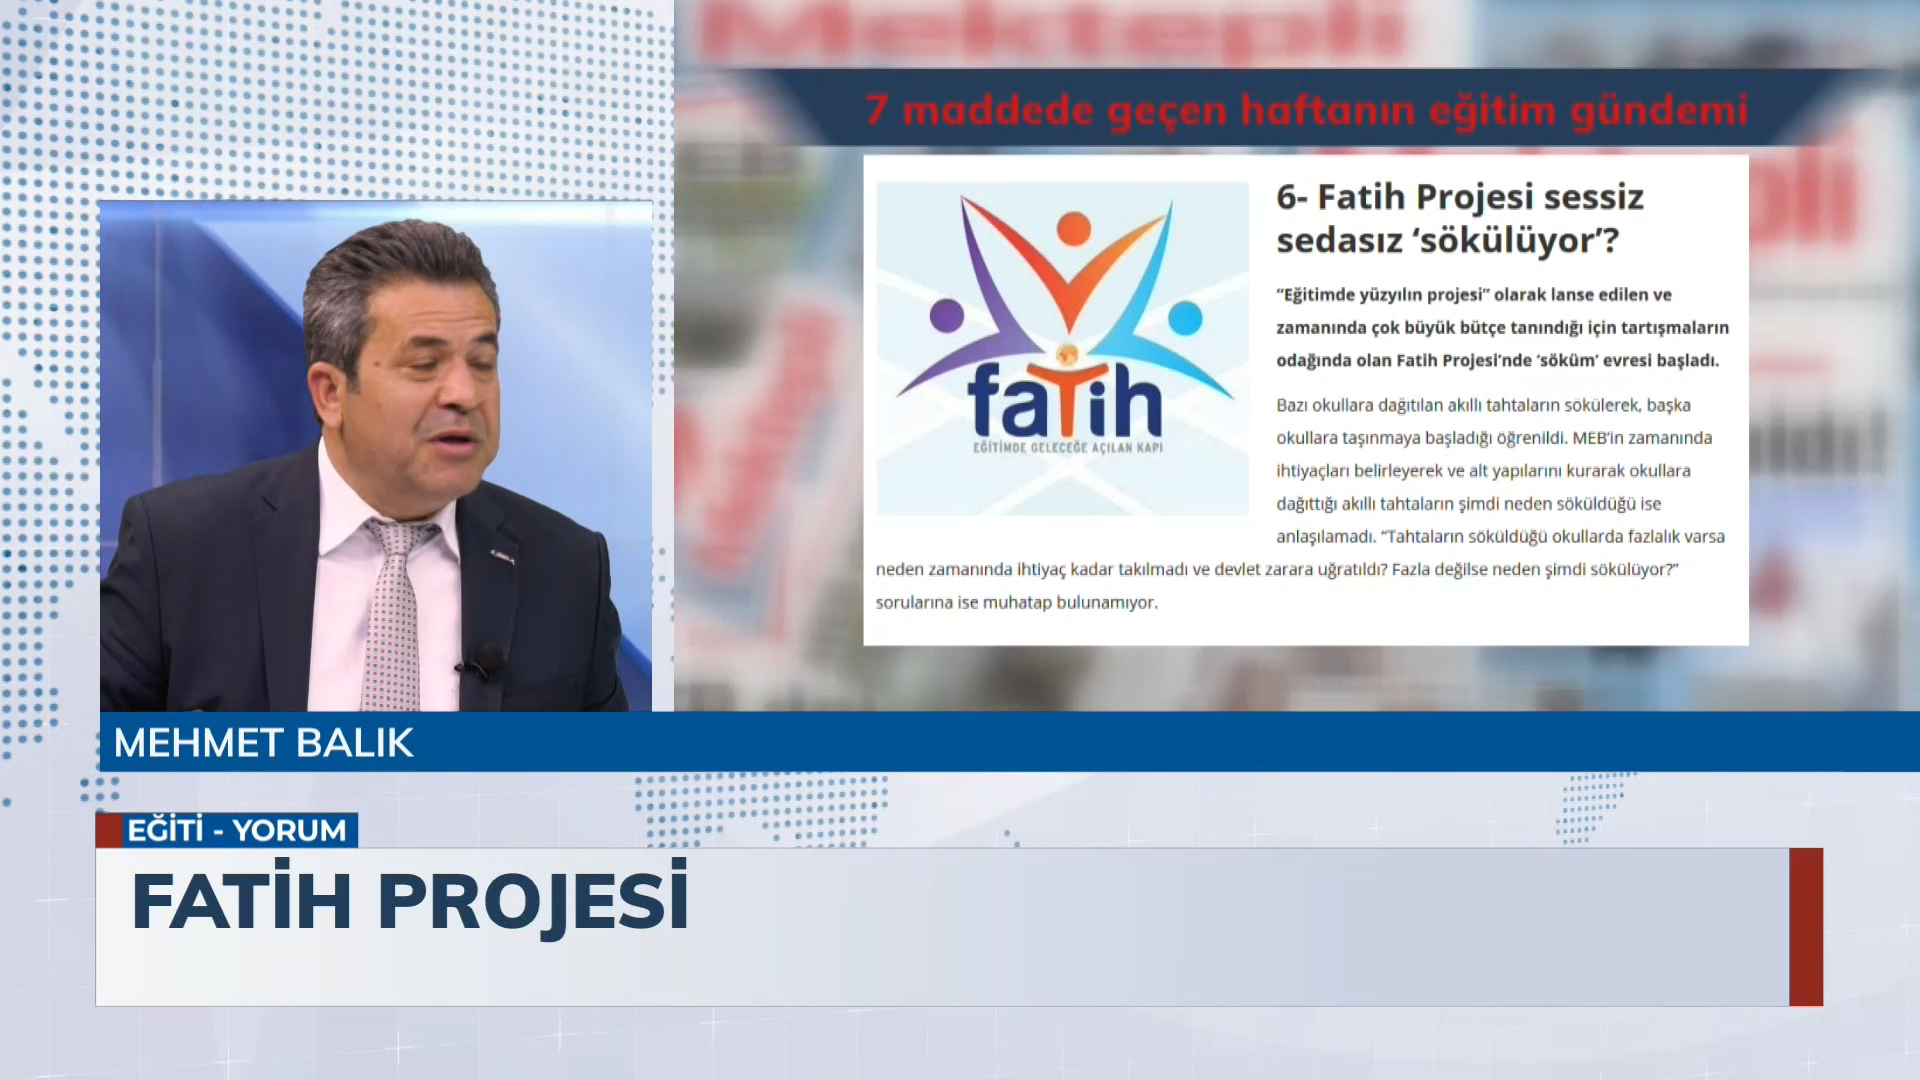 Mektepli
7 maddede geçen haftanın eğitim gündemi
6- Fatih Projesi sessiz
sedasız ‘sökülüyor’?
“Eğitimde yüzyılın projesi” olarak lanse edilen ve
zamanında çok büyük bütçe tanındığı için tartışmaların
odağında olan Fatih Projesi’nde ‘söküm’ evresi başladı.
Bazı okullara dağıtılan akıllı tahtaların sökülerek, başka
okullara taşınmaya başladığı öğrenildi. MEB’in zamanında
ihtiyaçları belirleyerek ve alt yapılarını kurarak okullara
dağıttığı akıllı tahtaların şimdi neden söküldüğü ise
anlaşılamadı. “Tahtaların söküldüğü okullarda fazlalık varsa
neden zamanında ihtiyaç kadar takılmadı ve devlet zarara uğratıldı? Fazla değilse neden şimdi sökülüyor?”
sorularına ise muhatap bulunamıyor.
fatih
EĞİTİMDE GELECEĞE AÇILAN KAPI
MEHMET BALIK
EĞİTİ - YORUM
FATİH PROJESİ